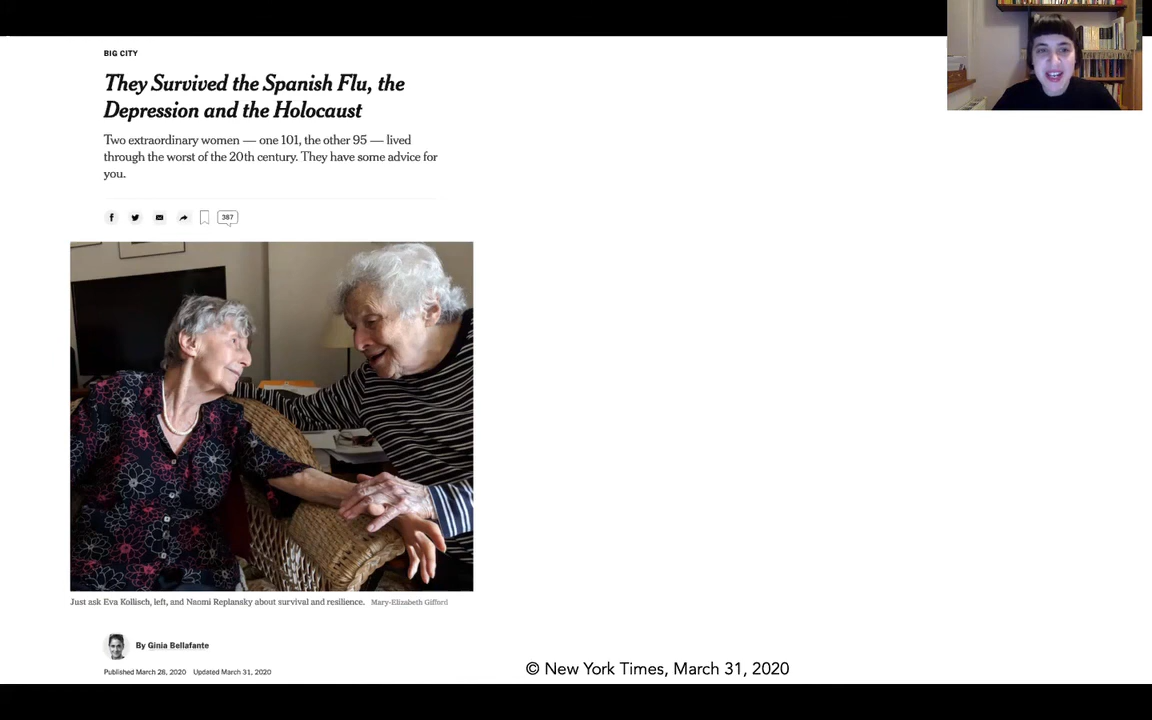 BIG CITY
They Survived the Spanish Flu, the
Depression and the Holocaust
Two extraordinary women — one 101, the other 95 — lived
through the worst of the 20th century. They have some advice for
you.
387
Just ask Eva Kollisch, left, and Naomi Replansky about survival and resilience. Mary-Elizabeth Gifford
By Ginia Bellafante
Published March 28, 2020 Updated March 31, 2020
© New York Times, March 31, 2020